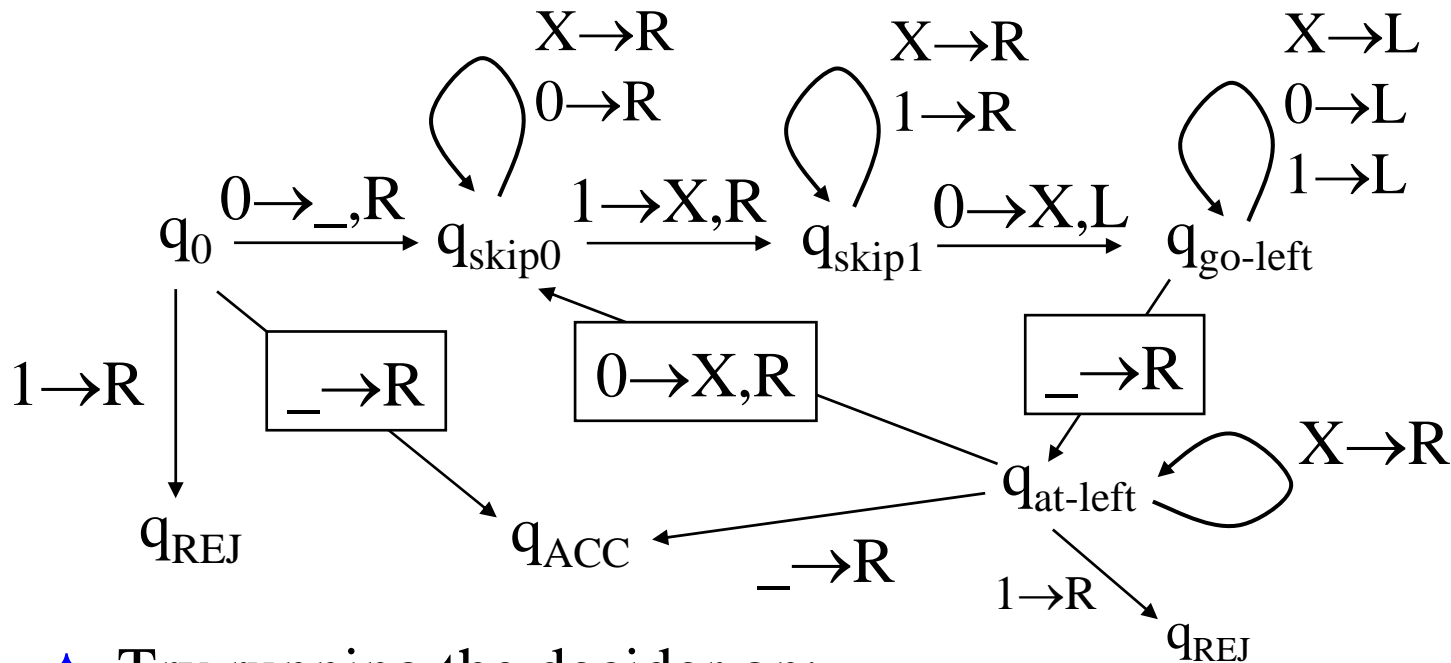 X→R
0→R
X→R
1→R
X→L
0→L
1→L
q0
0→_,R
qskip0
1→X,R
qskip1
0→X,L
qgo-left
1→R
_→R
0→X,R
_→R
X→R
qat-left
qREJ
qACC
_→R
1→R
qREJ
Try running the decider on: